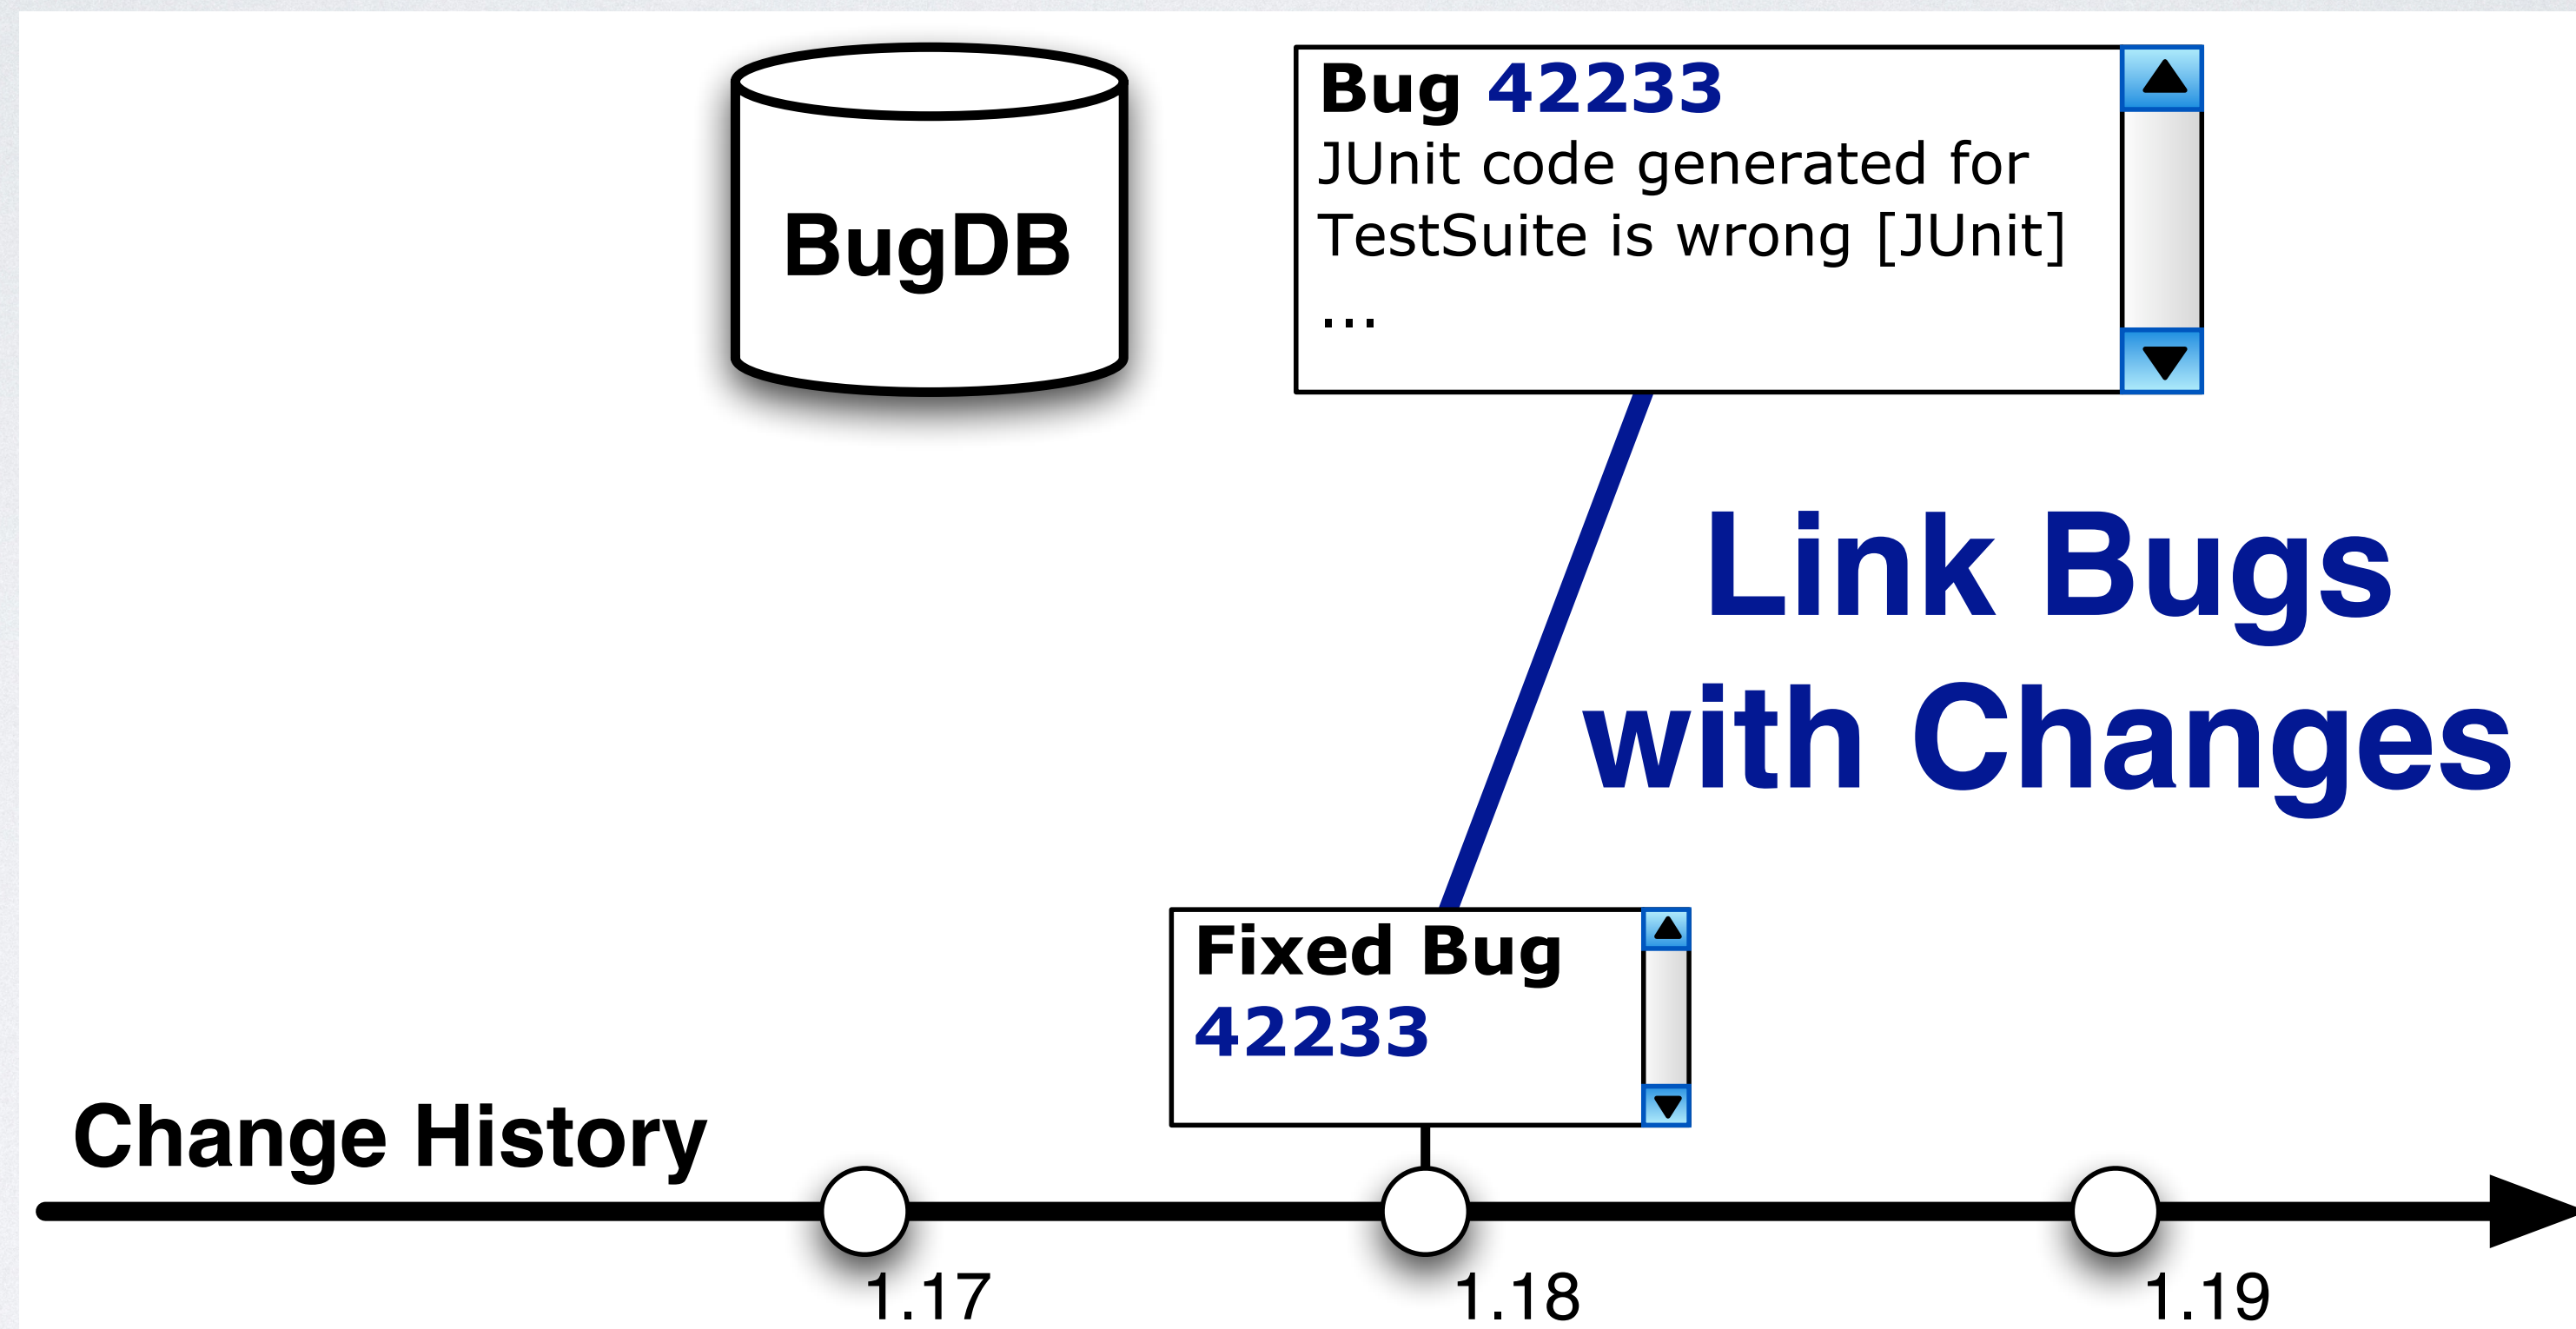 BugDB
Bug 42233
JUnit code generated for
TestSuite is wrong [JUnit]
...
Link Bugs
with Changes
Fixed Bug
42233
Change History
1.17
1.18
1.19